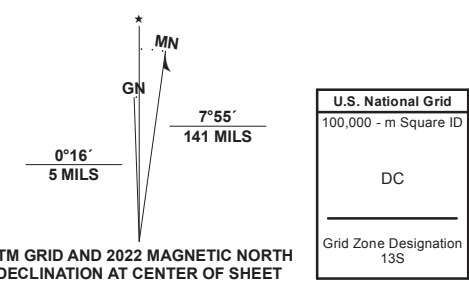 MN
GN
7°55´
141 MILS
0°16´
5 MILS
TM GRID AND 2022 MAGNETIC NORTH
DECLINATION AT CENTER OF SHEET
U.S. National Grid
100,000 - m Square ID
DC
Grid Zone Designation
13S